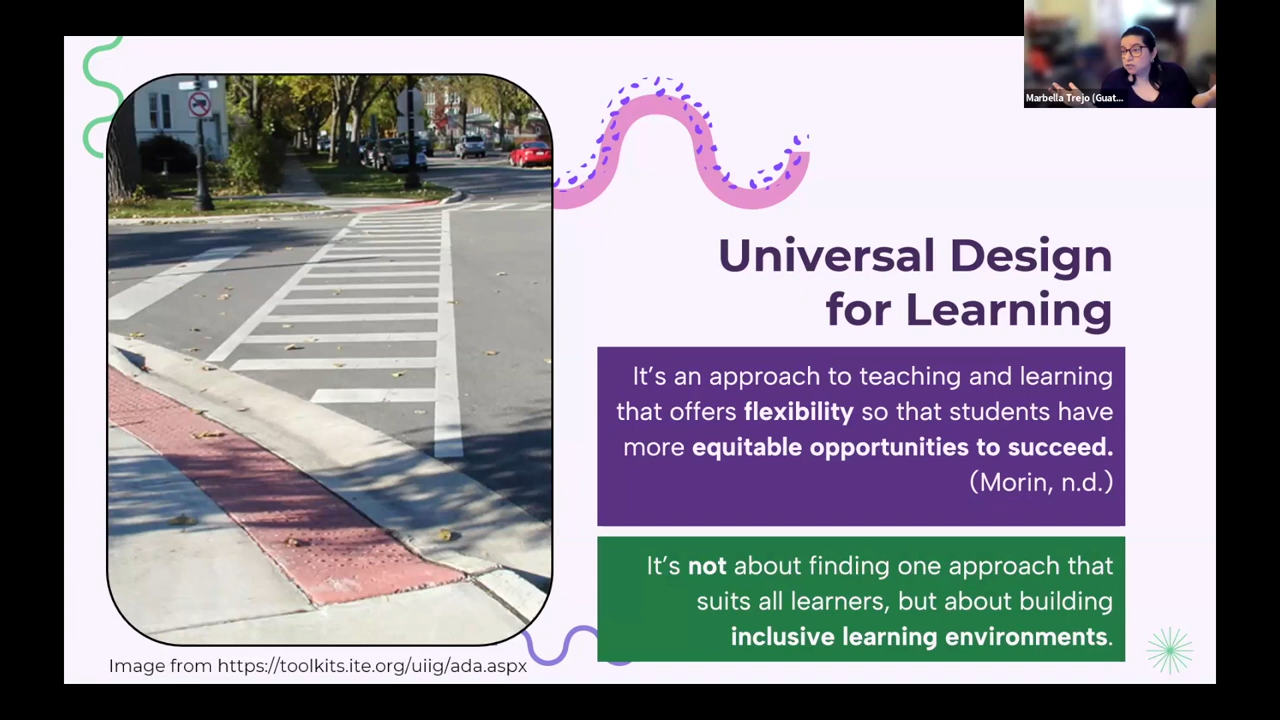 Marbella Trejo (Guat...
Universal Design
for Learning
It's an approach to teaching and learning
that offers flexibility so that students have
more equitable opportunities to succeed.
(Morin, n.d.)
It's not about finding one approach that
suits all learners, but about building
inclusive learning environments.
Image from https://toolkits.ite.org/uiig/ada.aspx